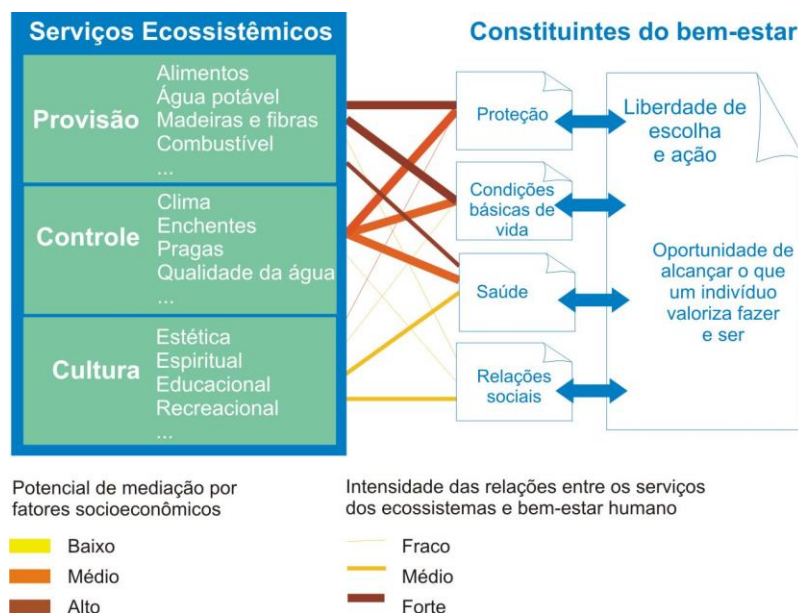 Serviços Ecossistêmicos
Provisão
Alimentos
Água potável
Madeiras e fibras
Combustível
...
Controle
Clima
Enchentes
Pragas
Qualidade da água
...
Cultura
Estética
Espiritual
Educacional
Recreacional
...
Constituintes do bem-estar
Proteção
Condições
básicas de
vida
Saúde
Relações
sociais
Liberdade de
escolha
e ação
Oportunidade de
alcançar o que
um indivíduo
valoriza fazer
e ser
Potencial de mediação por
fatores socioeconômicos
Baixo
Médio
Alto
Intensidade das relações entre os serviços
dos ecossistemas e bem-estar humano
Fraco
Médio
Forte